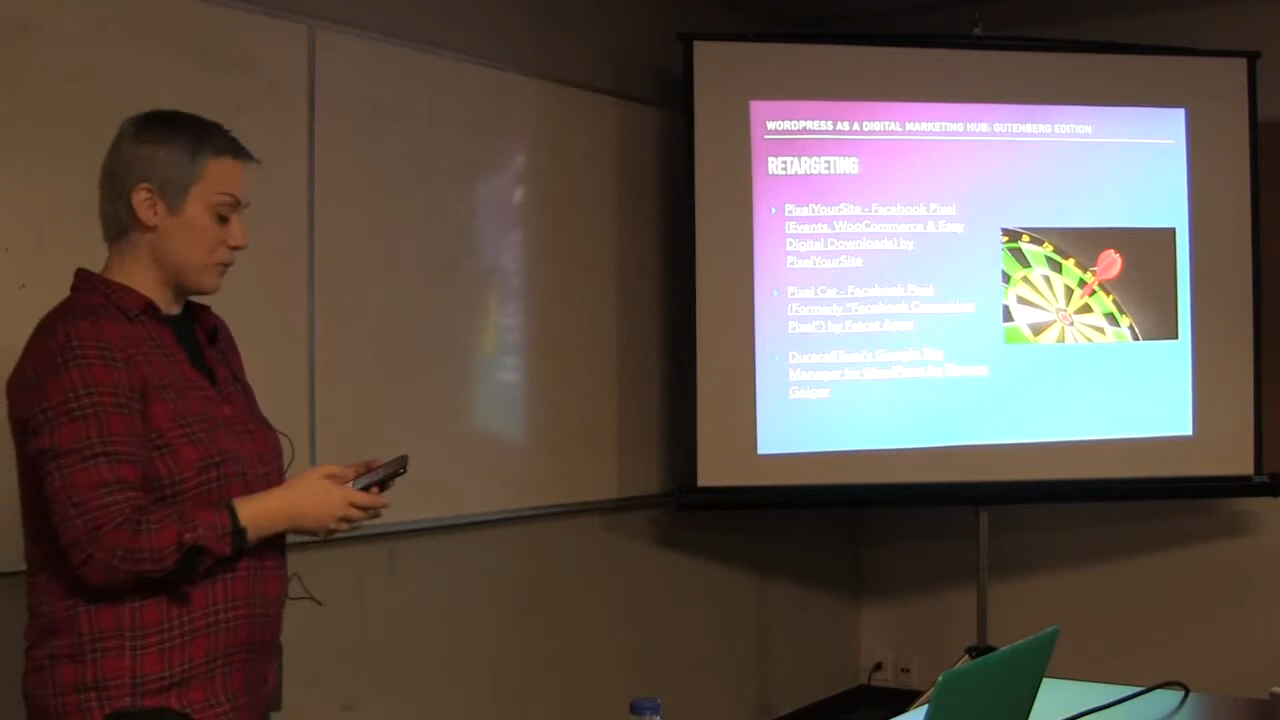 WORDPRESS AS A DIGITAL MARKETING HUB: GUTENBERG EDITION
RETARGETING
PixelYourSite - Facebook Pixel
(Events, WooCommerce & Easy
Digital Downloads) by
PixelYourSite
Pixel Cat - Facebook Pixel
(Formerly "Facebook Conversion
Pixel") by Fatcat Apps
DuracellTomi's Google Tag
Manager for WordPress by Thomas
Geiger